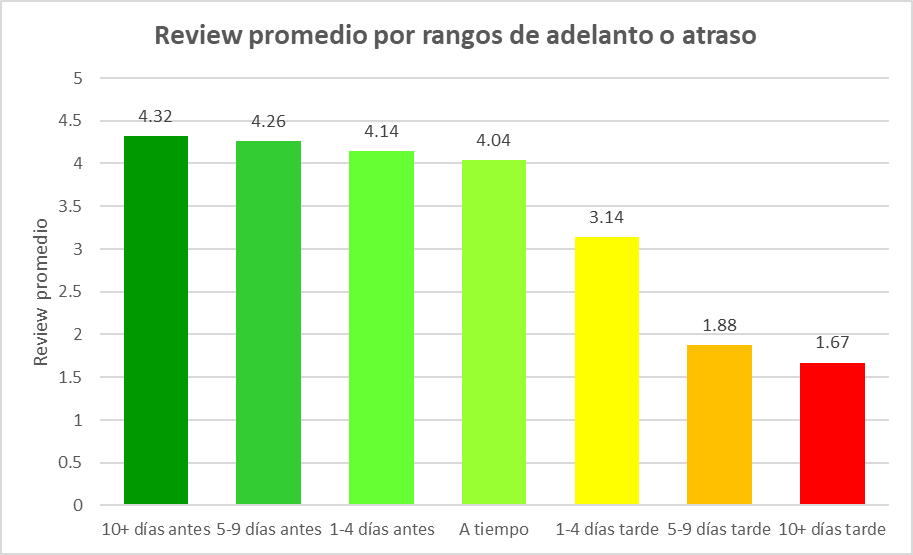 Review promedio por rangos de adelanto o atraso
Review promedio
5
4.5
4
3.5
3
2.5
2
1.5
1
0.5
0
4.32
4.26
4.14
4.04
3.14
1.88
1.67
10+ días antes
5-9 días antes
1-4 días antes
A tiempo
1-4 días tarde
5-9 días tarde
10+ días tarde